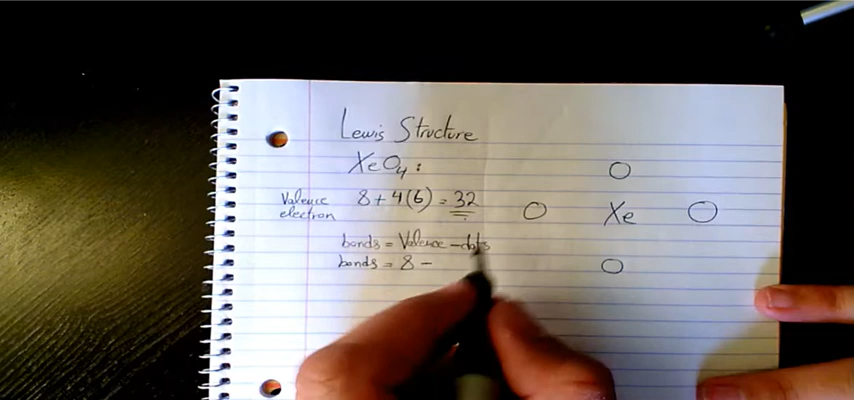 Lewis Structure
XeO₄:
O
Valence electron 8 + 4(6) = 32
O Xe O
bonds = Valence - dots
bonds = 8 -
O